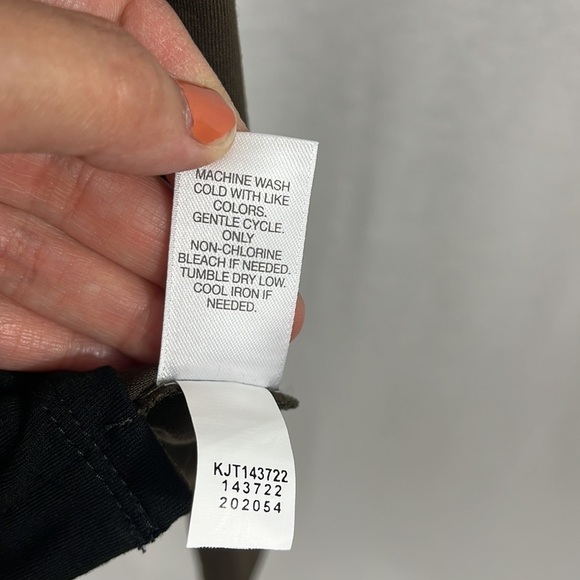 MACHINE WASH
COLD WITH LIKE
COLORS.
GENTLE CYCLE.
ONLY
NON-CHLORINE
BLEACH IF NEEDED.
TUMBLE DRY LOW.
COOL IRON IF
NEEDED.
KJT143722
143722
202054